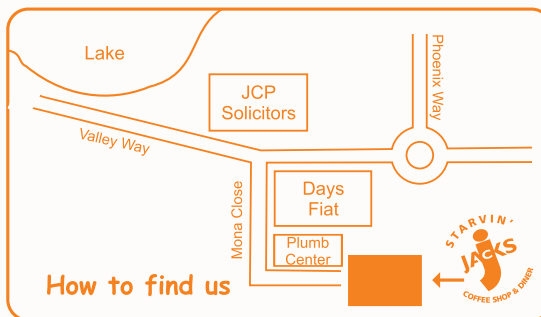 Lake
JCP
Solicitors
Phoenix Way
Valley Way
Days
Fiat
Mona Close
Plumb
Center
How to find us
STARVIN'
JACKS
COFFEE SHOP & DINER